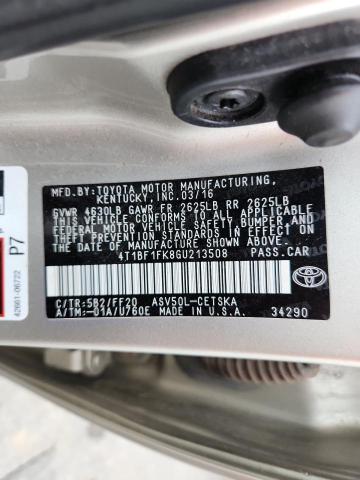 MFD. BY: TOYOTA MOTOR MANUFACTURING,
KENTUCKY, INC. 03/16
GVWR 4630LB GAWR FR 2625LB RR 2625LB
THIS VEHICLE CONFORMS TO ALL APPLICABLE
FEDERAL MOTOR VEHICLE SAFETY, BUMPER,
AND THEFT PREVENTION STANDARDS IN EFFECT
ON THE DATE OF MANUFACTURE SHOWN ABOVE.
4T1BF1FK8GU213508 PASS.CAR
C/TR:5B2/FF20 ASV50L-CETSKA
A/TM:-01A/U760E MADE IN U.S.A. 34290
P7
42661-06722